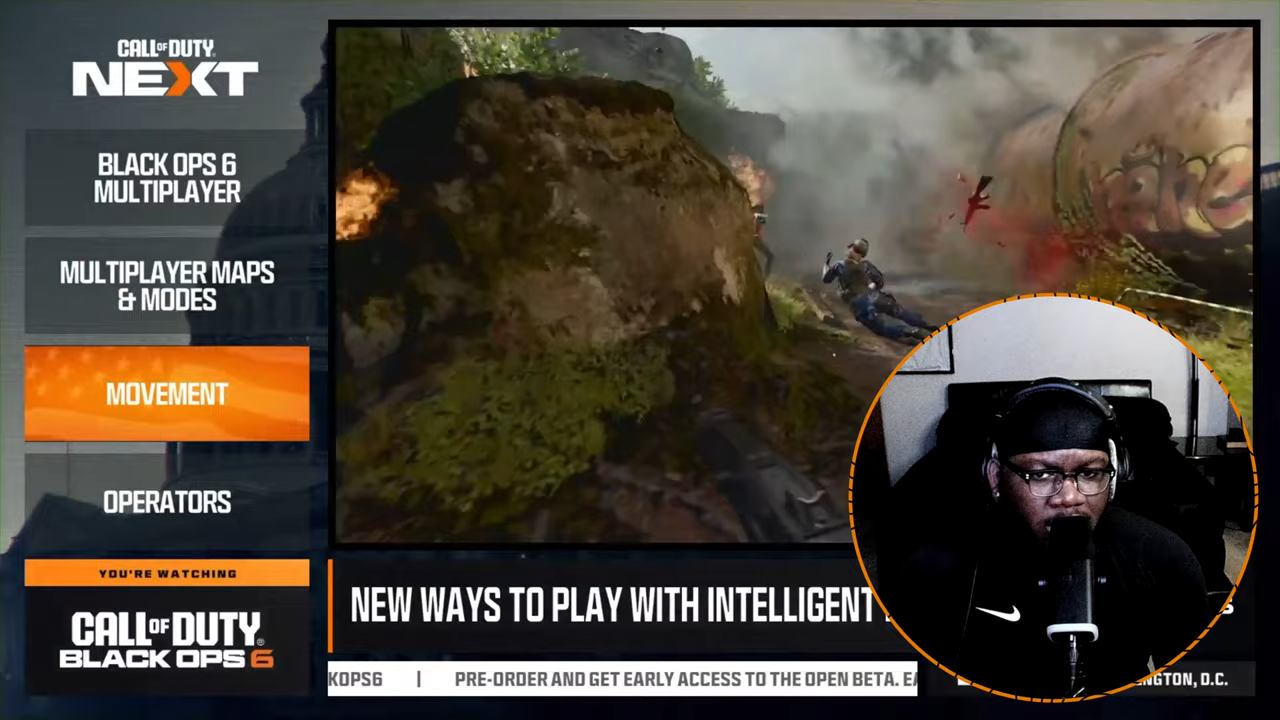 CALL OF DUTY
NEXT
BLACK OPS 6
MULTIPLAYER
MULTIPLAYER MAPS
& MODES
MOVEMENT
OPERATORS
YOU'RE WATCHING
CALL OF DUTY
BLACK OPS 6
NEW WAYS TO PLAY WITH INTELLIGENT
KOPS6 | PRE-ORDER AND GET EARLY ACCESS TO THE OPEN BETA.
NGTON, D.C.